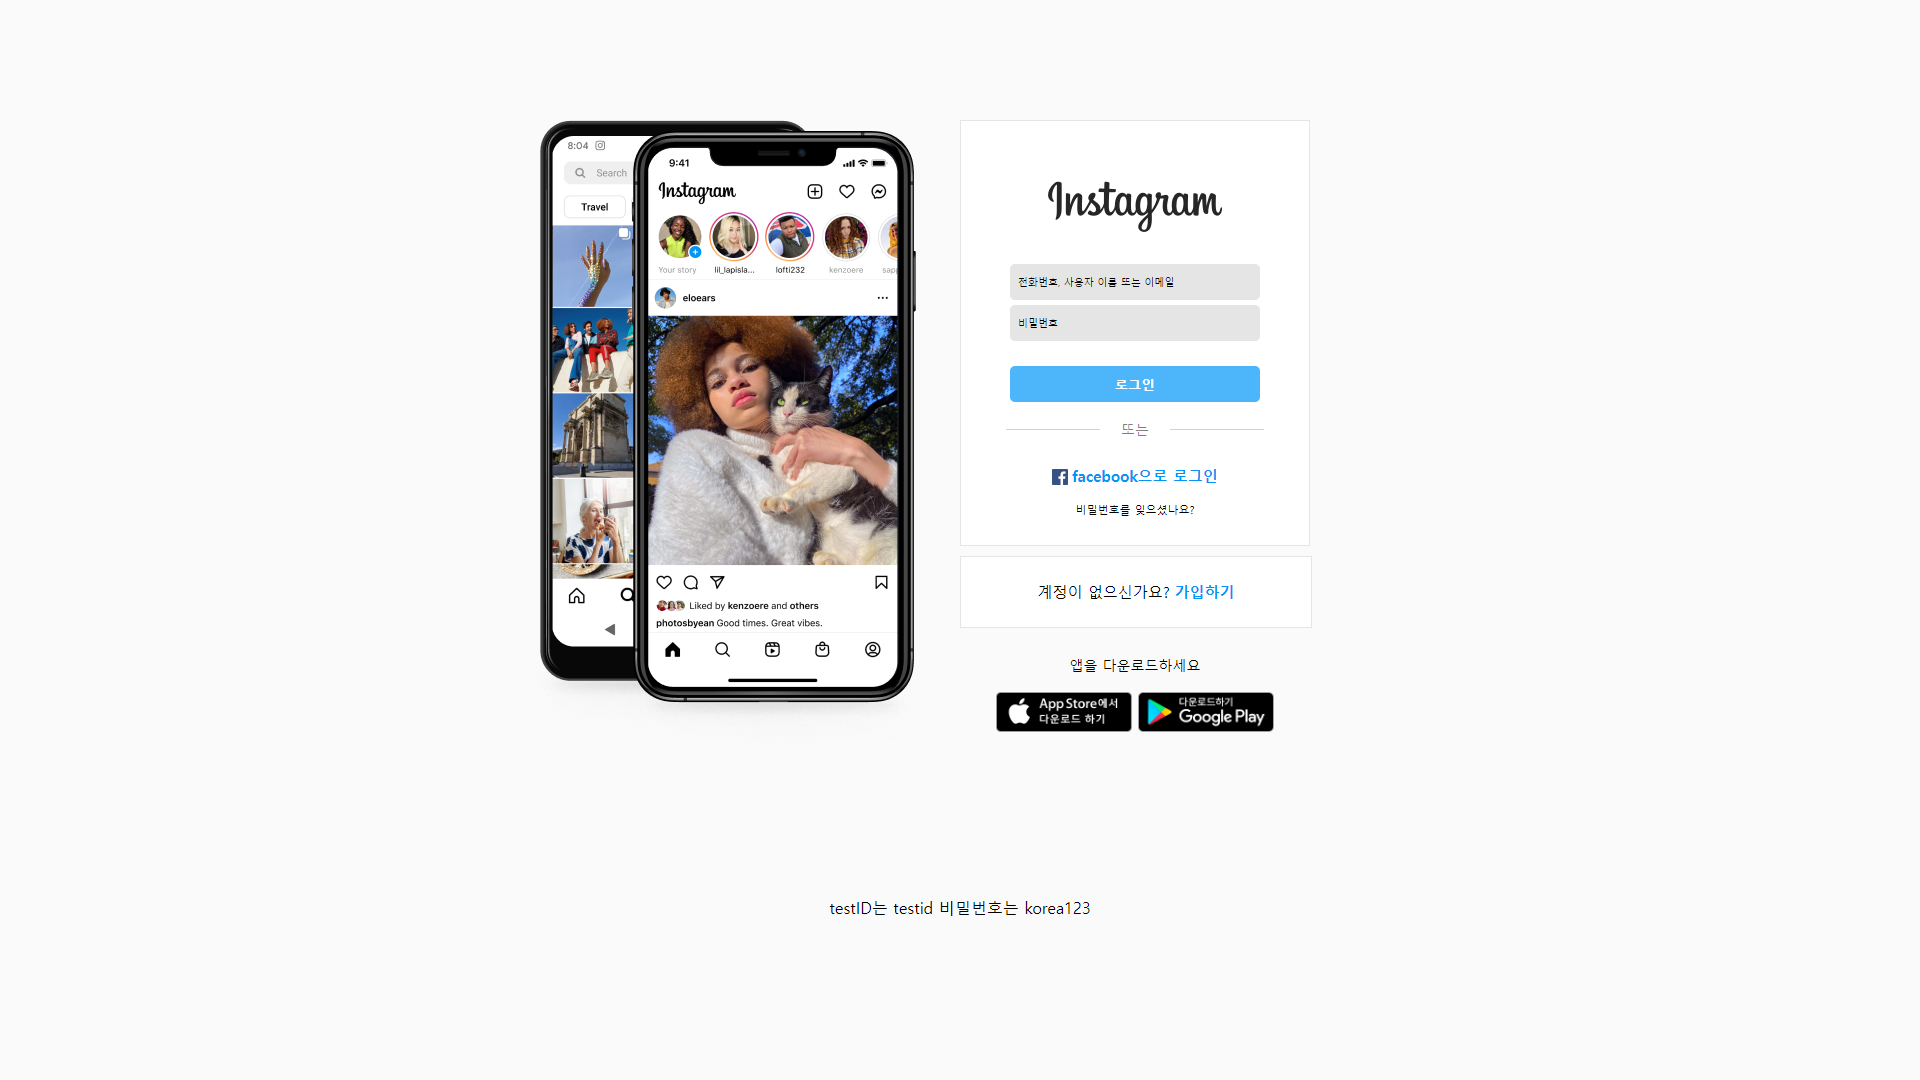 8:04
Search
Travel
9:41
Instagram
Your story
lil_lapisla...
lofti232
kenzoere
sapp
eloears
Liked by kenzoere and others
photosbyean Good times. Great vibes.
Instagram
전화번호, 사용자 이름 또는 이메일
비밀번호
로그인
또는
facebook으로 로그인
비밀번호를 잊으셨나요?
계정이 없으신가요? 가입하기
앱을 다운로드하세요
App Store에서
다운로드 하기
다운로드하기
Google Play
testID는 testid 비밀번호는 korea123